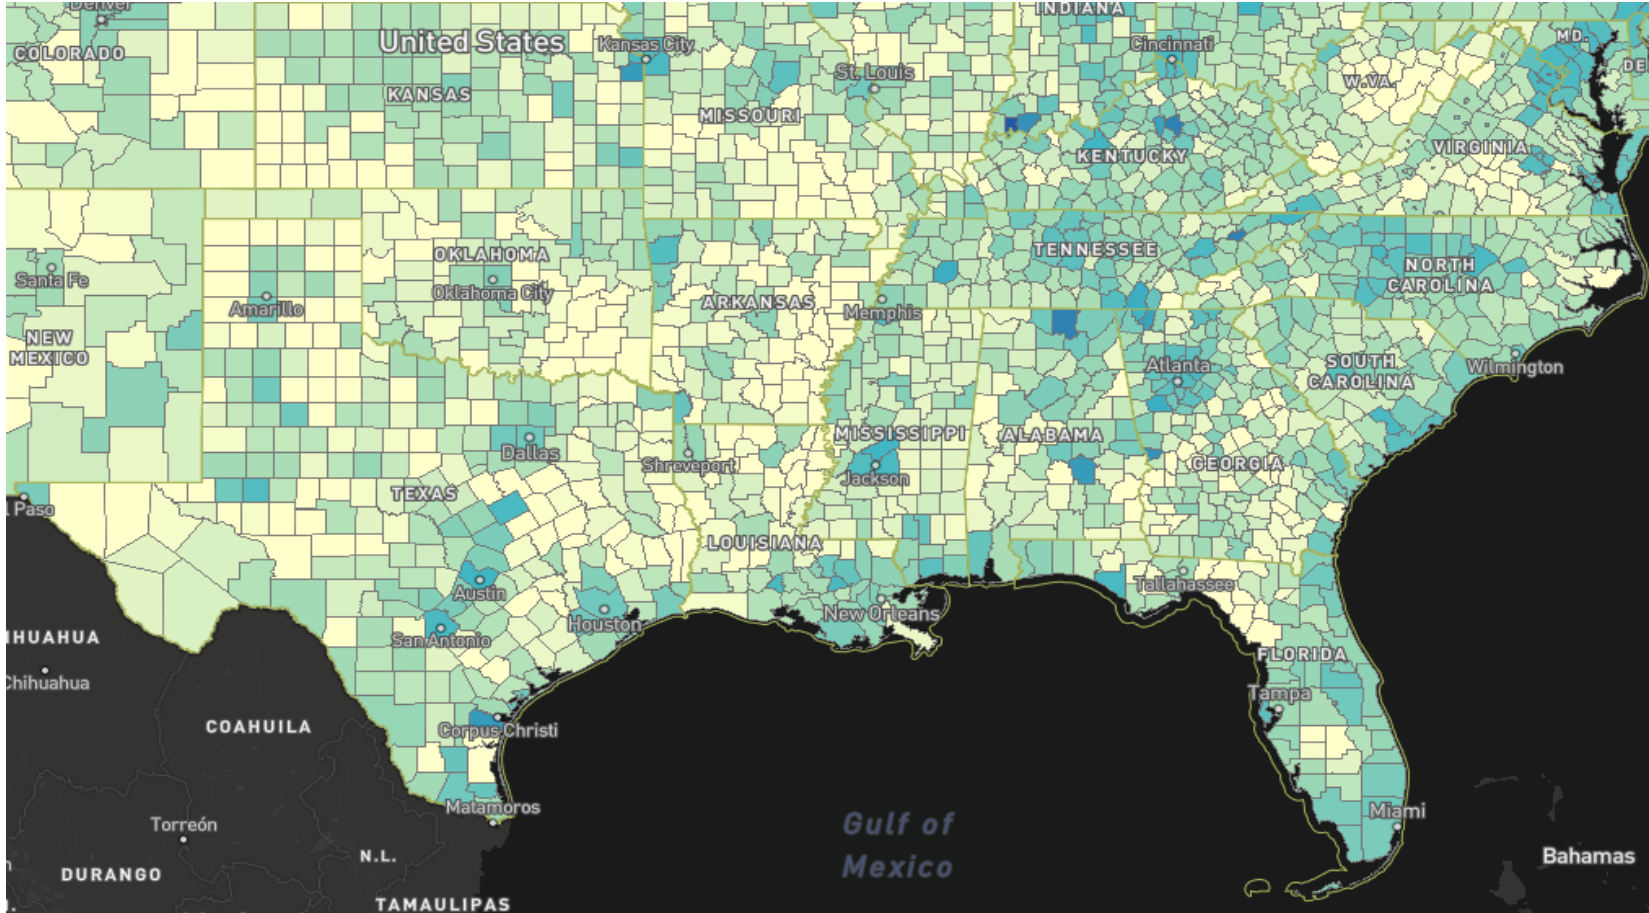 Denver
INDIANA
COLORADO
United States
Kansas City
Cincinnati
MD.
DE
St. Louis
W.VA.
KANSAS
MISSOURI
VIRGINIA
KENTUCKY
OKLAHOMA
TENNESSEE
NORTH
CAROLINA
Santa Fe
Oklahoma City
Amarillo
ARKANSAS
Memphis
NEW
MEXICO
Atlanta
SOUTH
CAROLINA
Wilmington
MISSISSIPPI
ALABAMA
Dallas
Shreveport
GEORGIA
Jackson
TEXAS
l Paso
LOUISIANA
Tallahassee
Austin
New Orleans
Houston
San Antonio
IHUAHUA
FLORIDA
Chihuahua
Tampa
COAHUILA
Corpus Christi
Matamoros
Miami
Torreón
Gulf of
Mexico
N.L.
Bahamas
DURANGO
TAMAULIPAS